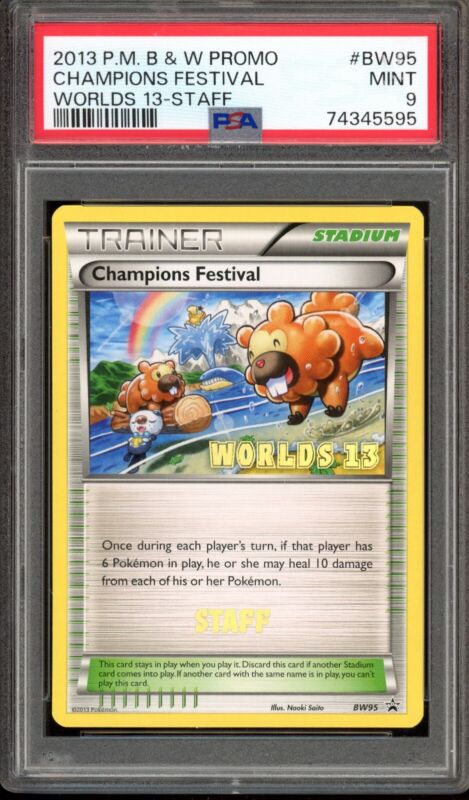 2013 P.M. B & W PROMO #BW95
CHAMPIONS FESTIVAL MINT
WORLDS 13-STAFF 9
PSA 74345595
TRAINER STADIUM
Champions Festival
WORLDS 13
Once during each player's turn, if that player has
6 Pokémon in play, he or she may heal 10 damage
from each of his or her Pokémon.
STAFF
This card stays in play when you play it. Discard this card if another Stadium
card comes into play. If another card with the same name is in play, you can't
play this card.
©2013 Pokémon Illus. Naoki Saito BW95